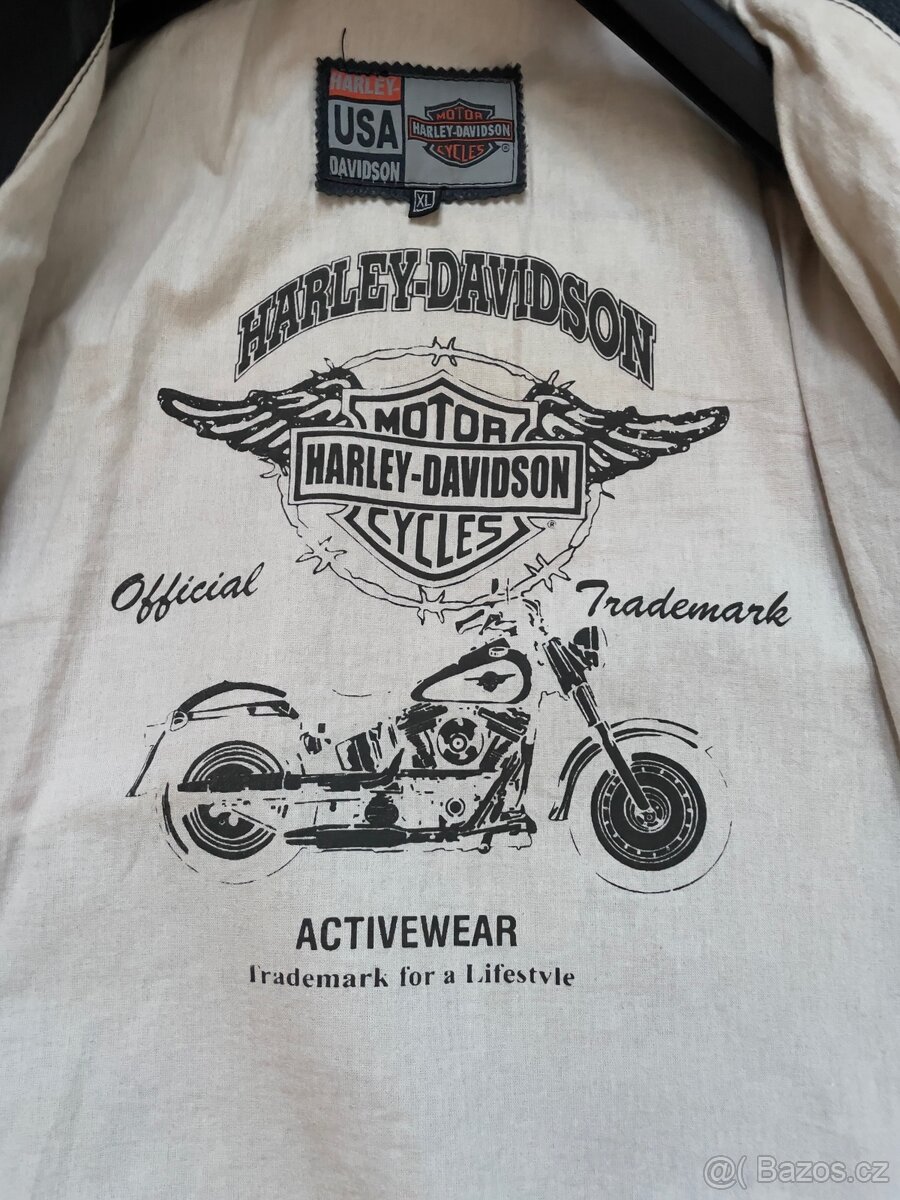 HARLEY-
USA
DAVIDSON
MOTOR
HARLEY-DAVIDSON
CYCLES
®
XL
HARLEY-DAVIDSON
MOTOR
HARLEY-DAVIDSON
CYCLES
®
Official Trademark
ACTIVEWEAR
Trademark for a Lifestyle
@( Bazos.cz